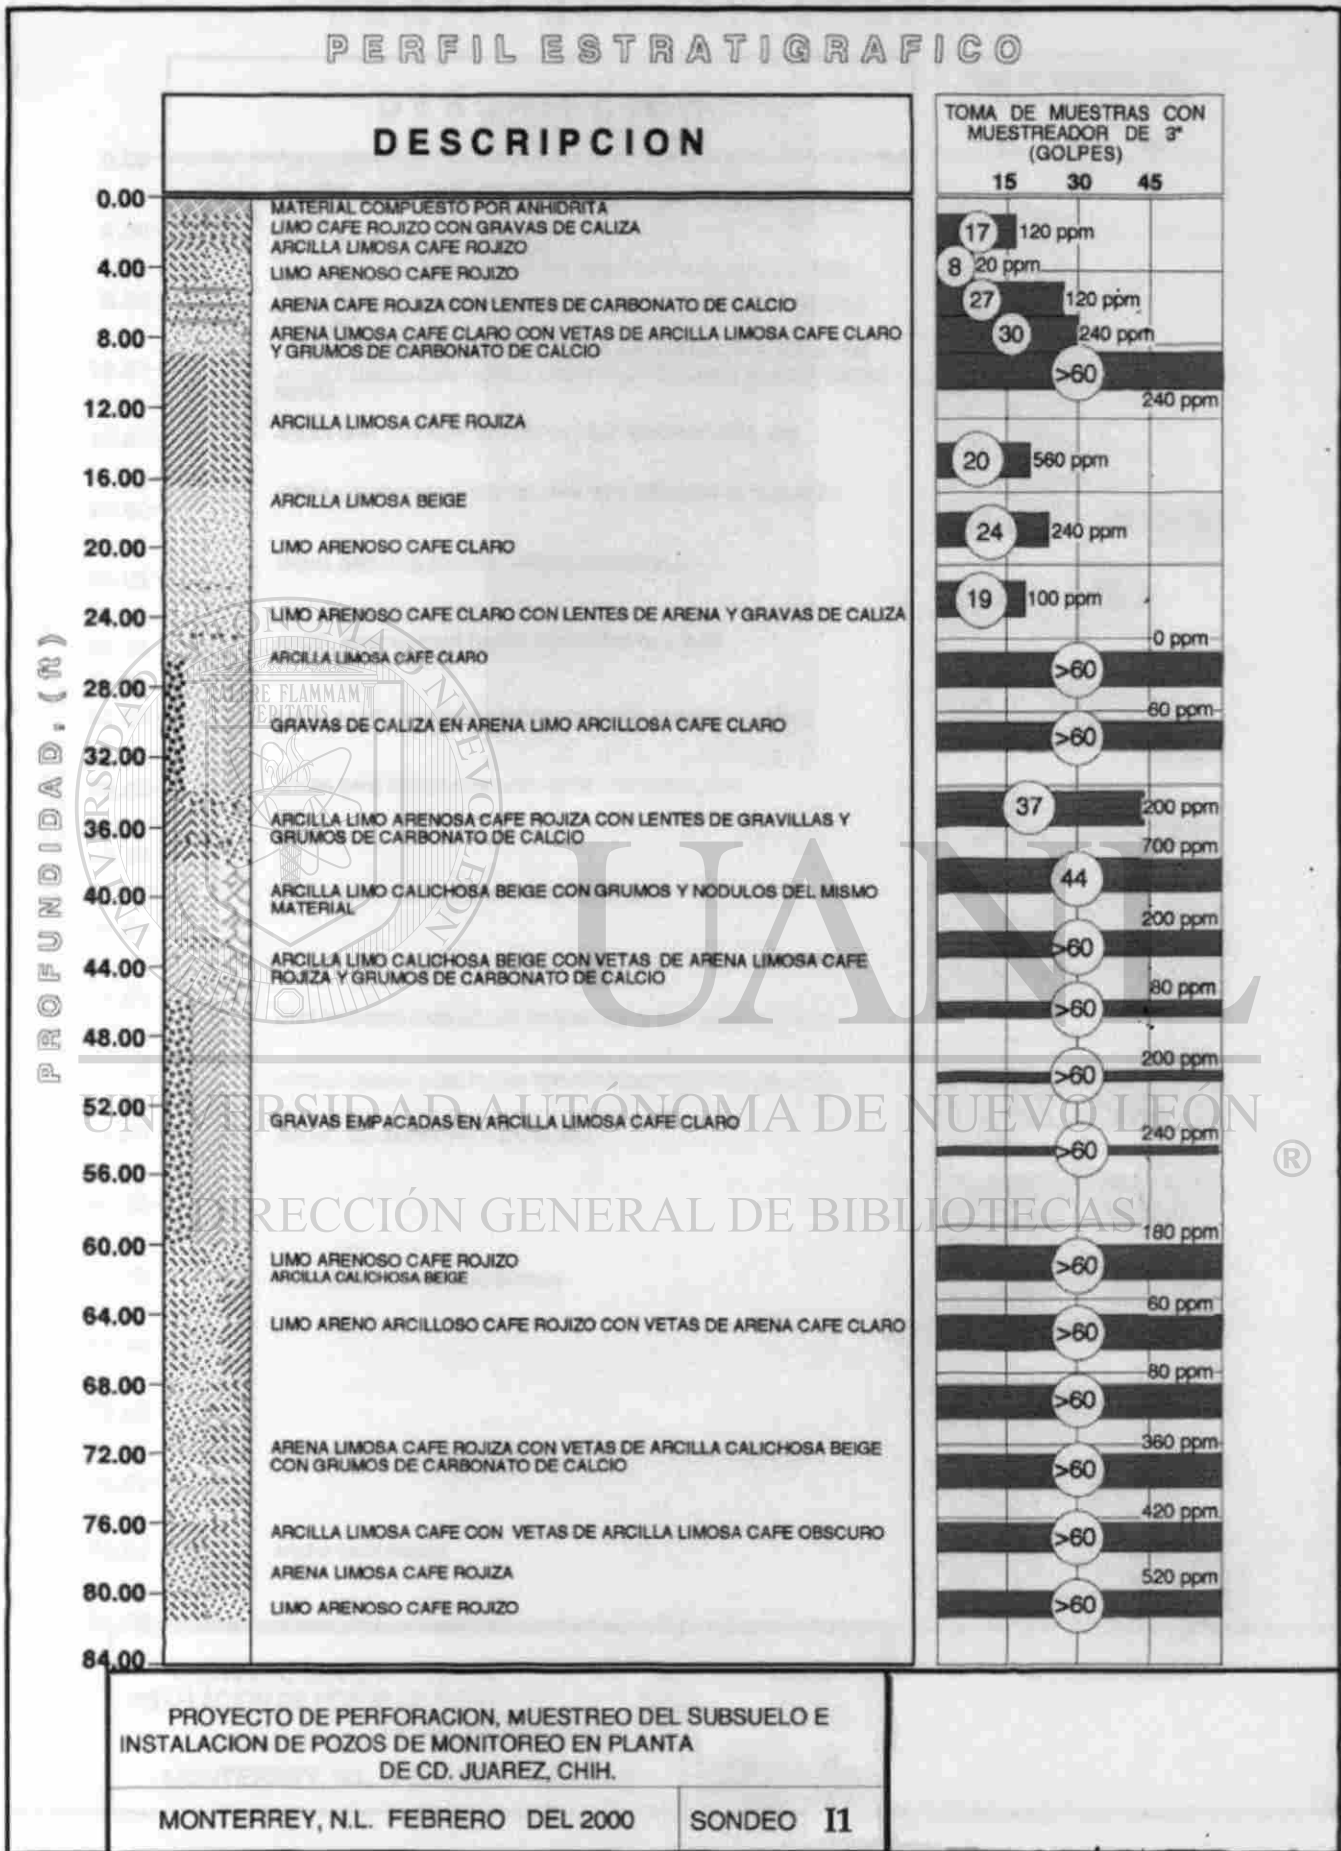 PERFIL ESTRATIGRAFICO
DESCRIPCION
TOMA DE MUESTRAS CON
MUESTREADOR DE 3"
(GOLPES)
15 30 45
PROFUNDIDAD, (ft)
0.00
4.00
8.00
12.00
16.00
20.00
24.00
28.00
32.00
36.00
40.00
44.00
48.00
52.00
56.00
60.00
64.00
68.00
72.00
76.00
80.00
84.00
MATERIAL COMPUESTO POR ANHIDRITA
LIMO CAFE ROJIZO CON GRAVAS DE CALIZA
ARCILLA LIMOSA CAFE ROJIZO
LIMO ARENOSO CAFE ROJIZO
ARENA CAFE ROJIZA CON LENTES DE CARBONATO DE CALCIO
ARENA LIMOSA CAFE CLARO CON VETAS DE ARCILLA LIMOSA CAFE CLARO
Y GRUMOS DE CARBONATO DE CALCIO
ARCILLA LIMOSA CAFE ROJIZA
ARCILLA LIMOSA BEIGE
LIMO ARENOSO CAFE CLARO
LIMO ARENOSO CAFE CLARO CON LENTES DE ARENA Y GRAVAS DE CALIZA
ARCILLA LIMOSA CAFE CLARO
GRAVAS DE CALIZA EN ARENA LIMO ARCILLOSA CAFE CLARO
ARCILLA LIMO ARENOSA CAFE ROJIZA CON LENTES DE GRAVILLAS Y
GRUMOS DE CARBONATO DE CALCIO
ARCILLA LIMO CALICHOSA BEIGE CON GRUMOS Y NODULOS DEL MISMO
MATERIAL
ARCILLA LIMO CALICHOSA BEIGE CON VETAS DE ARENA LIMOSA CAFE
ROJIZA Y GRUMOS DE CARBONATO DE CALCIO
GRAVAS EMPACADAS EN ARCILLA LIMOSA CAFE CLARO
LIMO ARENOSO CAFE ROJIZO
ARCILLA CALICHOSA BEIGE
LIMO ARENO ARCILLOSO CAFE ROJIZO CON VETAS DE ARENA CAFE CLARO
ARENA LIMOSA CAFE ROJIZA CON VETAS DE ARCILLA CALICHOSA BEIGE
CON GRUMOS DE CARBONATO DE CALCIO
ARCILLA LIMOSA CAFE CON VETAS DE ARCILLA LIMOSA CAFE OBSCURO
ARENA LIMOSA CAFE ROJIZA
LIMO ARENOSO CAFE ROJIZO
17 120 ppm
8 20 ppm
27 120 ppm
30 240 ppm
>60
240 ppm
20 560 ppm
24 240 ppm
19 100 ppm
0 ppm
>60
60 ppm
>60
37 200 ppm
700 ppm
44
200 ppm
>60
80 ppm
>60
200 ppm
>60
240 ppm
>60
180 ppm
>60
60 ppm
>60
80 ppm
>60
360 ppm
>60
420 ppm
>60
520 ppm
>60
UANL
UNIVERSIDAD AUTÓNOMA DE NUEVO LEÓN
®
DIRECCIÓN GENERAL DE BIBLIOTECAS
UNIVERSIDAD AUTONOMA DE NUEVO LEON
ALERE FLAMMAM
VERITATIS
PROYECTO DE PERFORACION, MUESTREO DEL SUBSUELO E
INSTALACION DE POZOS DE MONITOREO EN PLANTA
DE CD. JUAREZ, CHIH.
MONTERREY, N.L. FEBRERO DEL 2000
SONDEO I1